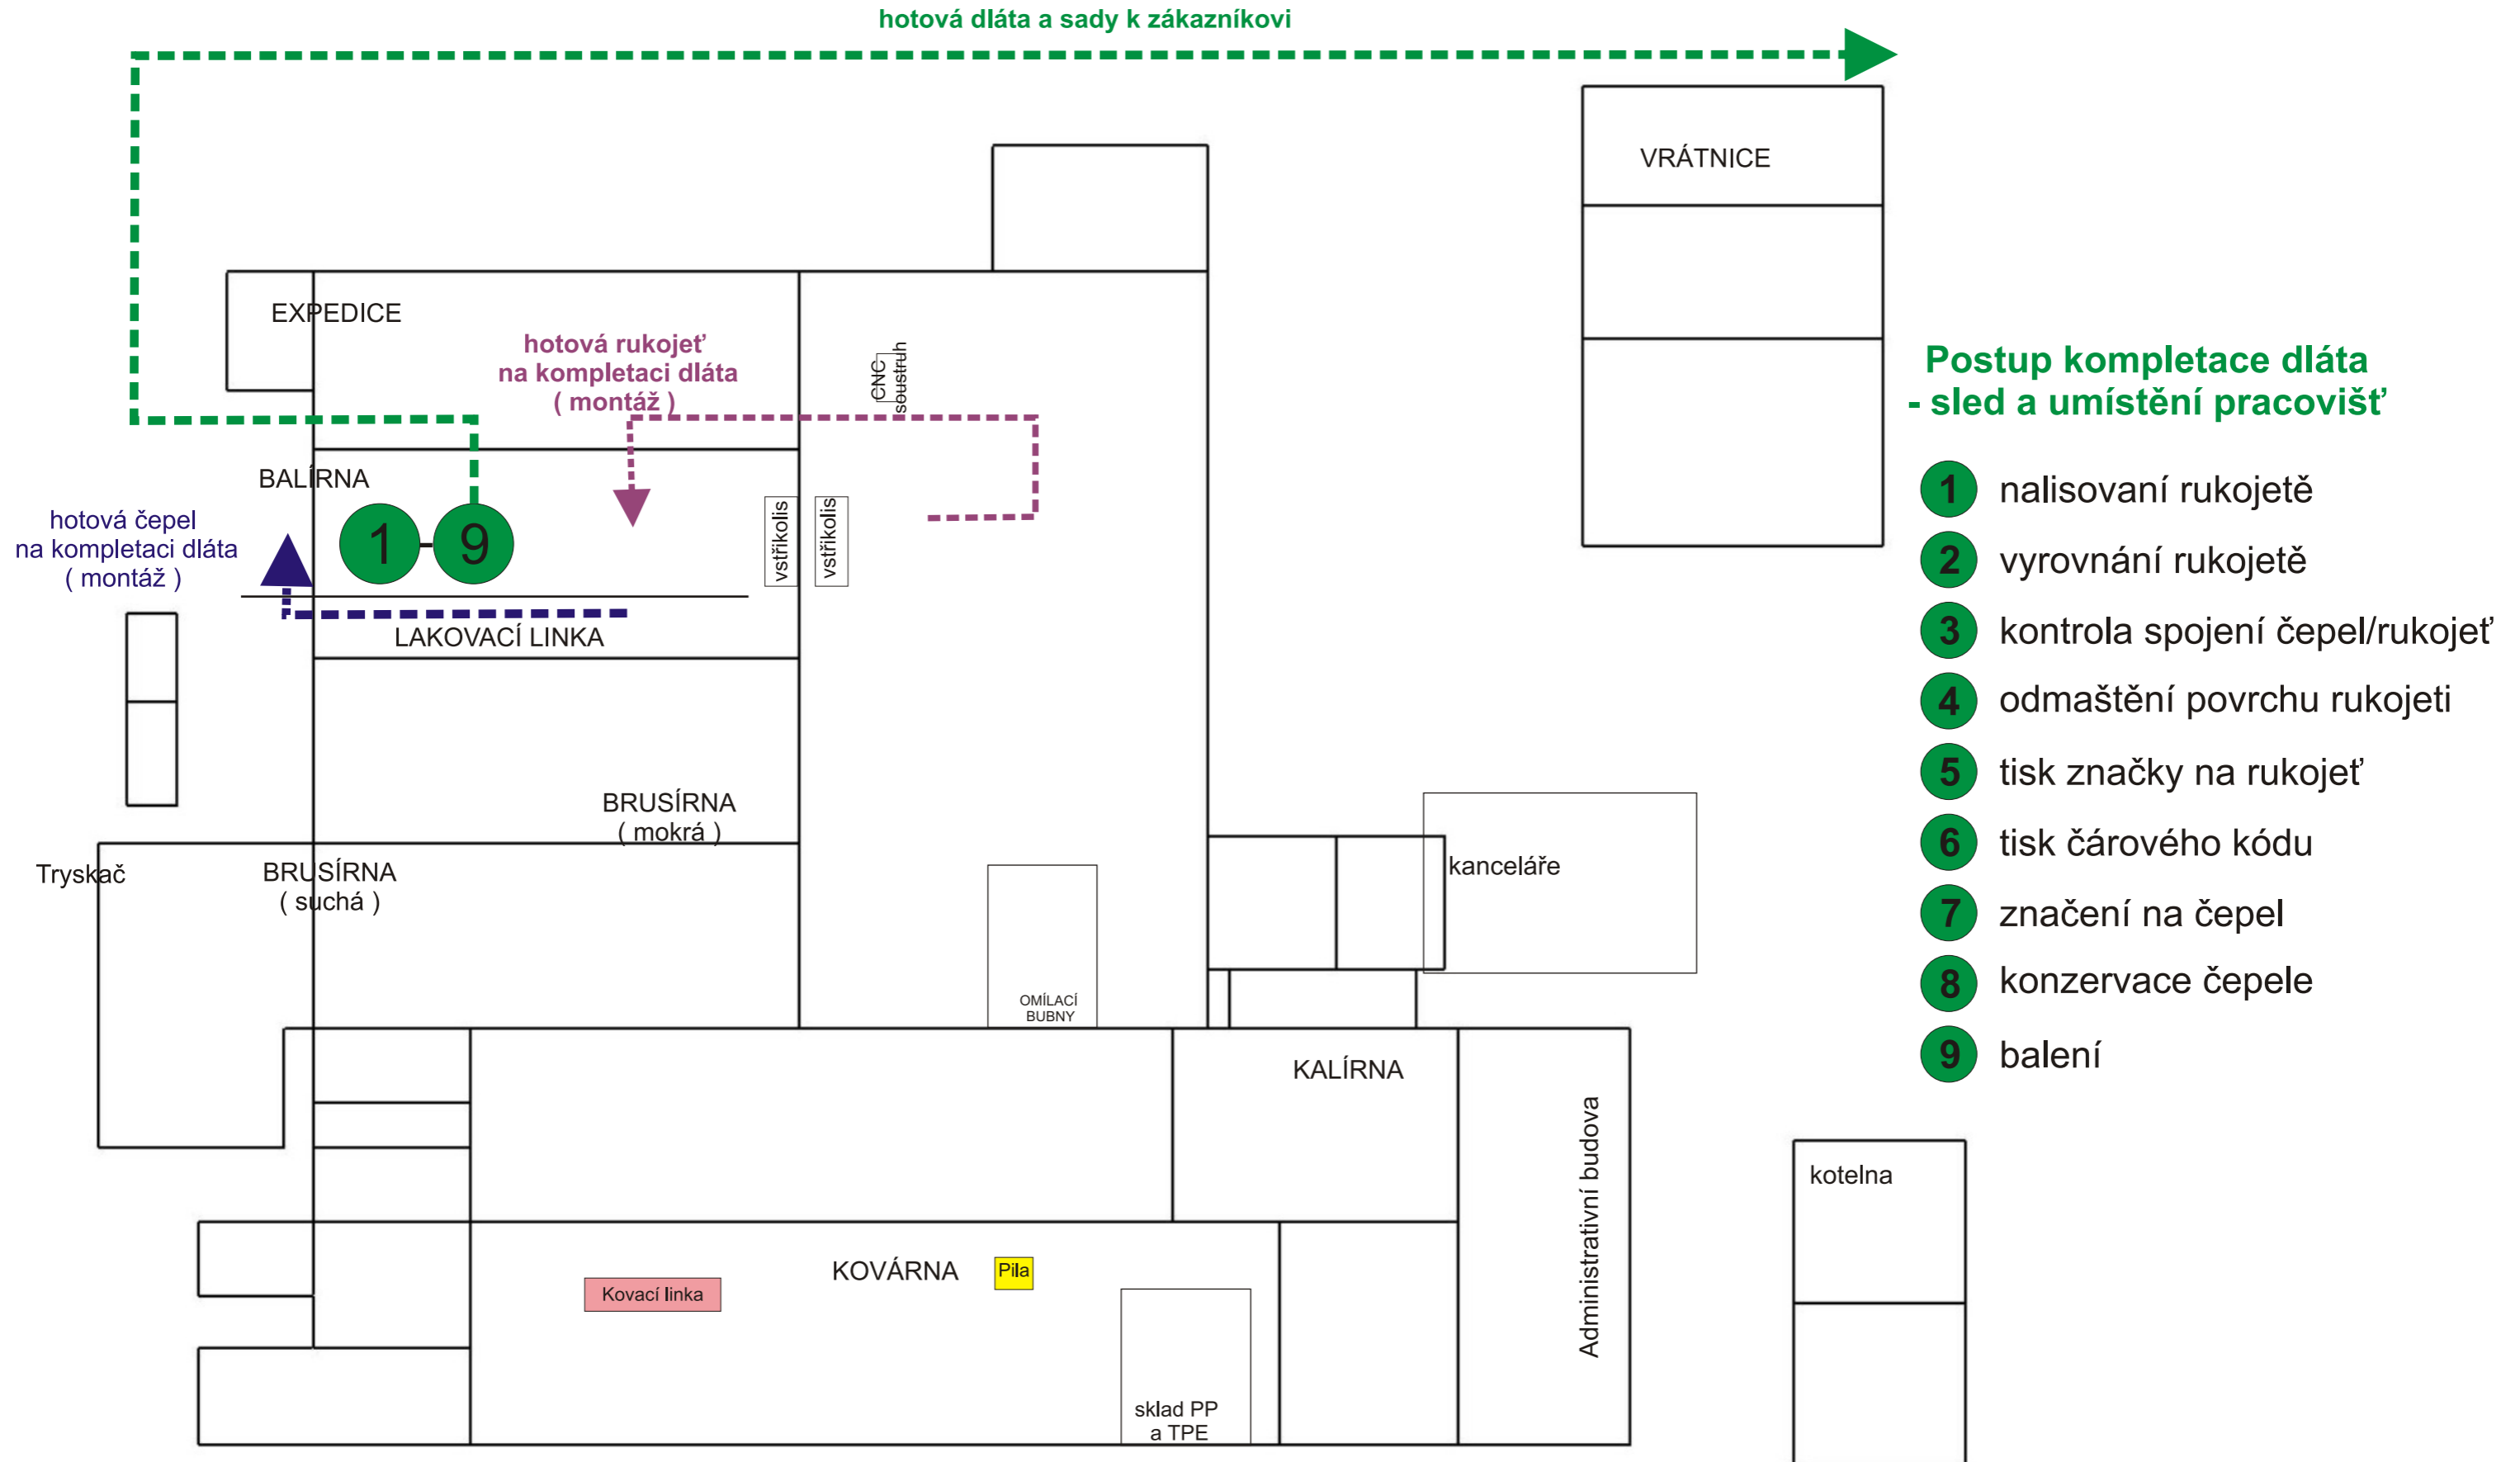 hotová dláta a sady k zákazníkovi
VRÁTNICE
EXPEDICE
hotová rukojeť
na kompletaci dláta
( montáž )
CNC
soustruh
BALÍRNA
hotová čepel
na kompletaci dláta
( montáž )
1-9
vstřikolis
vstřikolis
LAKOVACÍ LINKA
BRUSÍRNA
( mokrá )
Tryskač
BRUSÍRNA
( suchá )
kanceláře
OMÍLACÍ
BUBNY
KALÍRNA
Administrativní budova
kotelna
KOVÁRNA
Pila
Kovací linka
sklad PP
a TPE
Postup kompletace dláta
- sled a umístění pracovišť
1 nalisovaní rukojetě
2 vyrovnání rukojetě
3 kontrola spojení čepel/rukojeť
4 odmaštění povrchu rukojeti
5 tisk značky na rukojeť
6 tisk čárového kódu
7 značení na čepel
8 konzervace čepele
9 balení